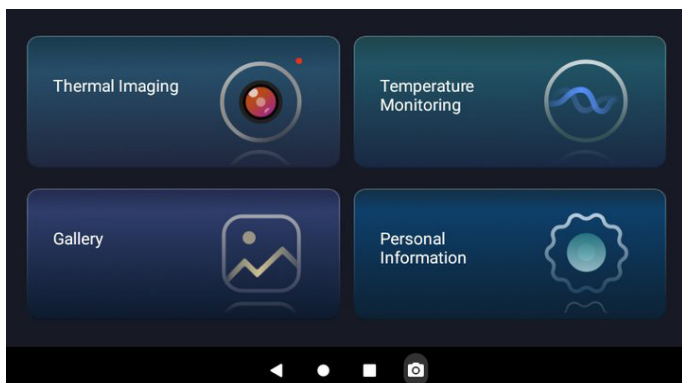 Thermal Imaging
Temperature
Monitoring
Gallery
Personal
Information